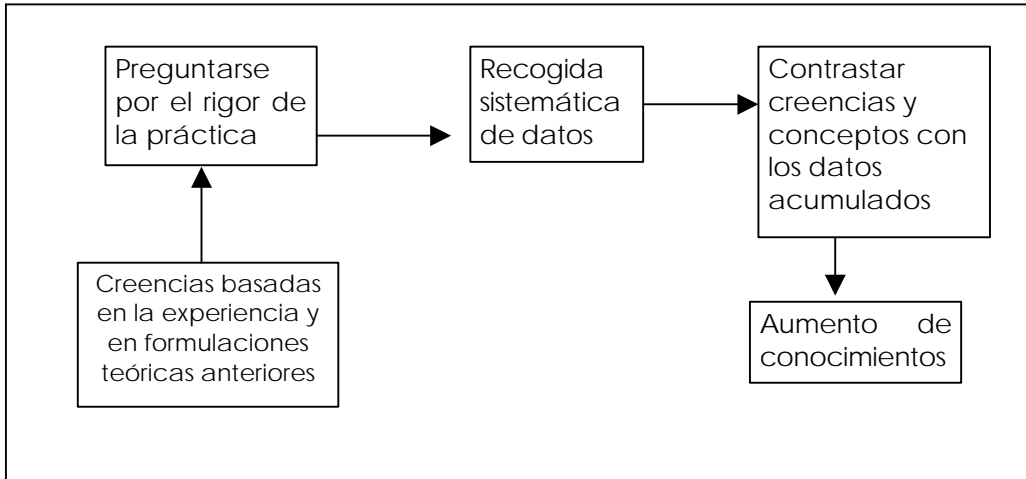 Preguntarse
por el rigor de
la práctica
Recogida
sistemática
de datos
Contrastar
creencias y
conceptos con
los datos
acumulados
Creencias basadas
en la experiencia y
en formulaciones
teóricas anteriores
Aumento de
conocimientos